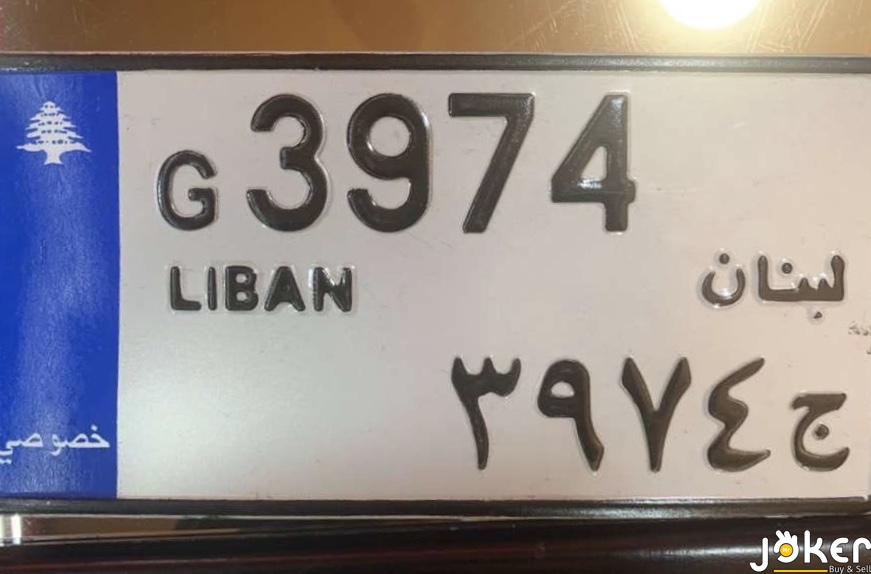 G 3974
LIBAN
لبنان
٣٩٧٤ ج
خصوصي
JOKER
Buy & Sell